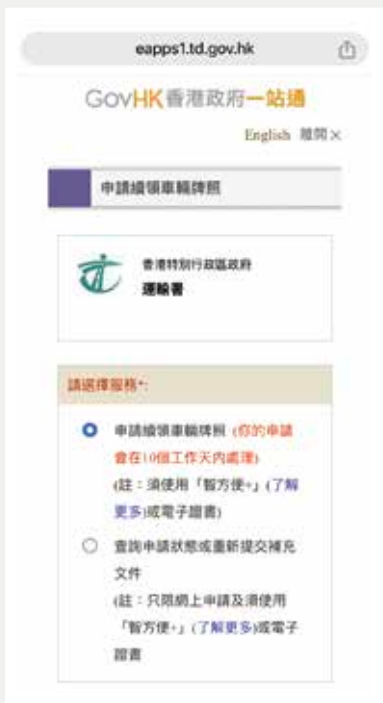 eapps1.td.gov.hk
GovHK香港政府一站通
English 離開×
申請續領車輛牌照
香港特別行政區政府
運輸署
請選擇服務*:
申請續領車輛牌照 (你的申請
會在10個工作天內處理)
(註：須使用「智方便+」(了解
更多)或電子證書)
查詢申請狀態或重新提交補充
文件
(註：只限網上申請及須使用
「智方便+」(了解更多)或電子
證書